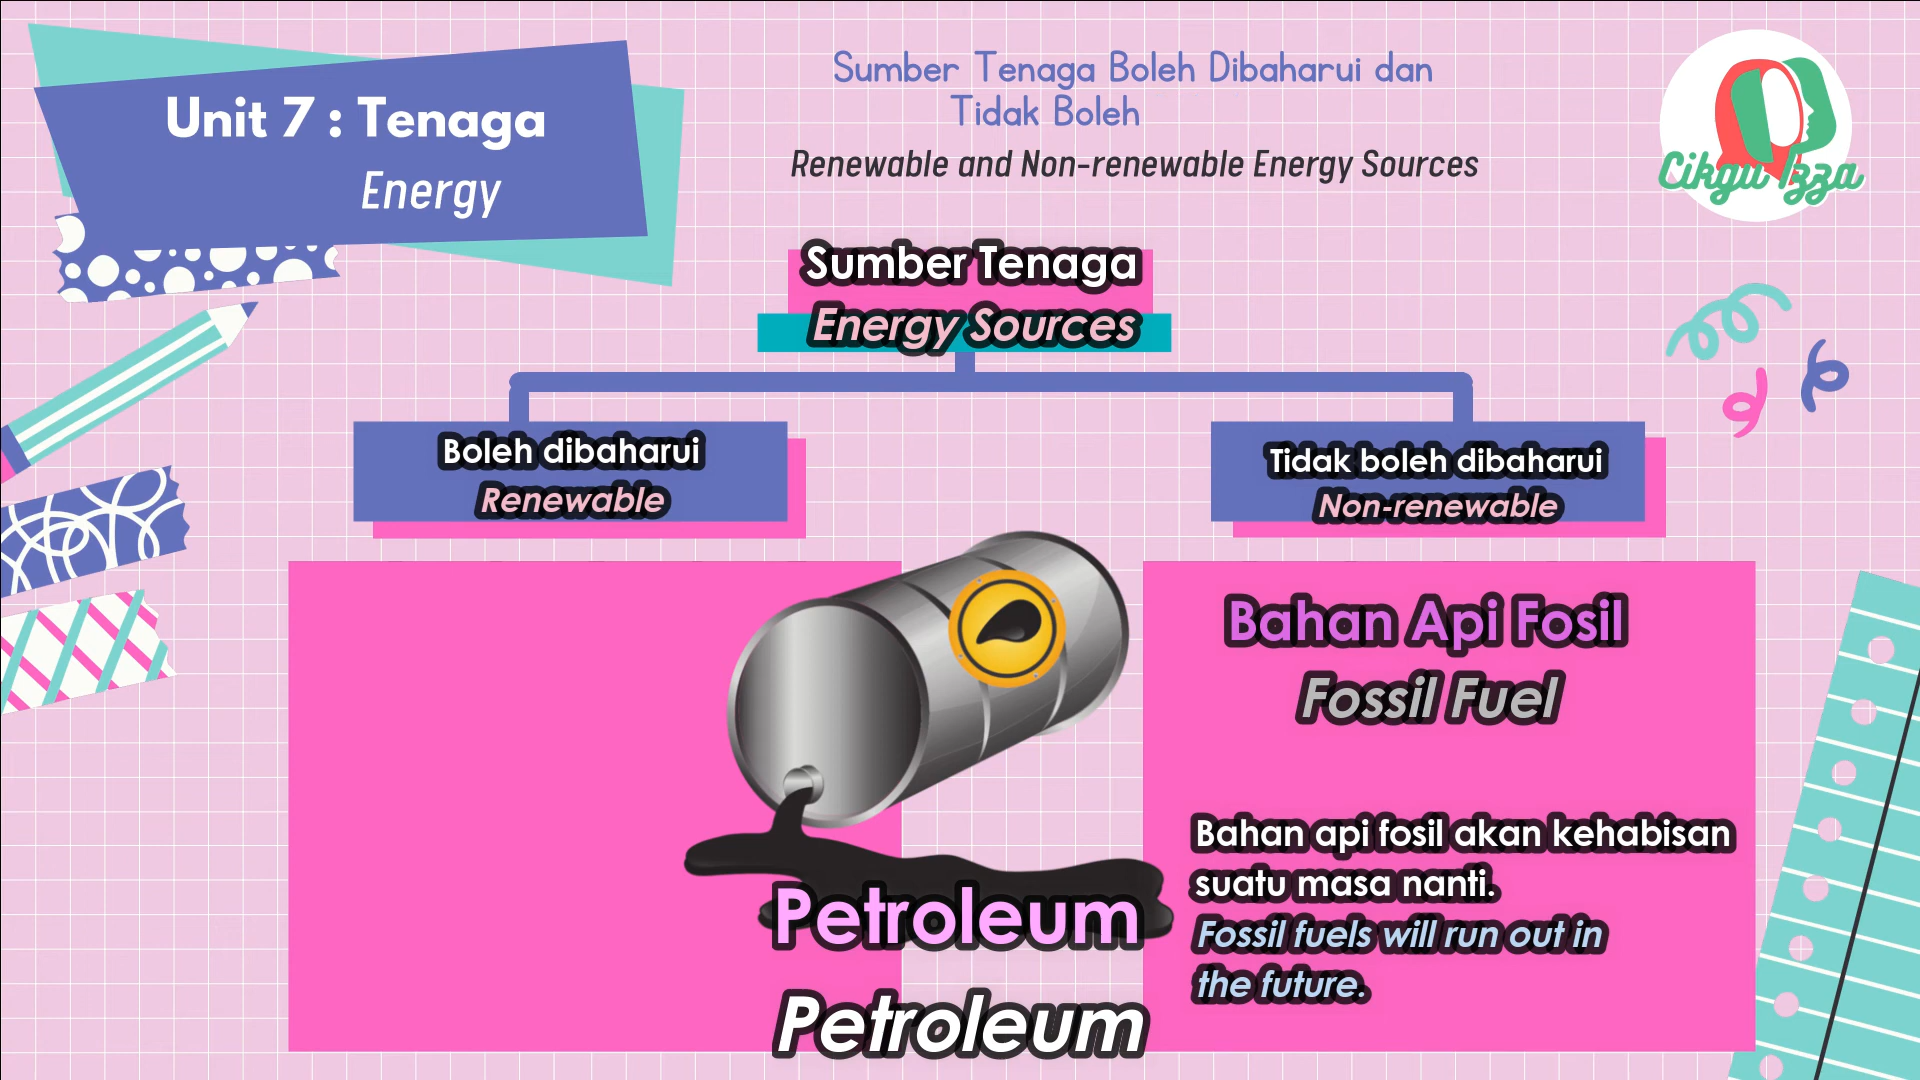 Unit 7 : Tenaga
Energy
Sumber Tenaga Boleh Dibaharui dan
Tidak Boleh
Renewable and Non-renewable Energy Sources
Cikgu Izza
Sumber Tenaga
Energy Sources
Boleh dibaharui
Renewable
Tidak boleh dibaharui
Non-renewable
Bahan Api Fosil
Fossil Fuel
Bahan api fosil akan kehabisan
suatu masa nanti.
Fossil fuels will run out in
the future.
Petroleum
Petroleum